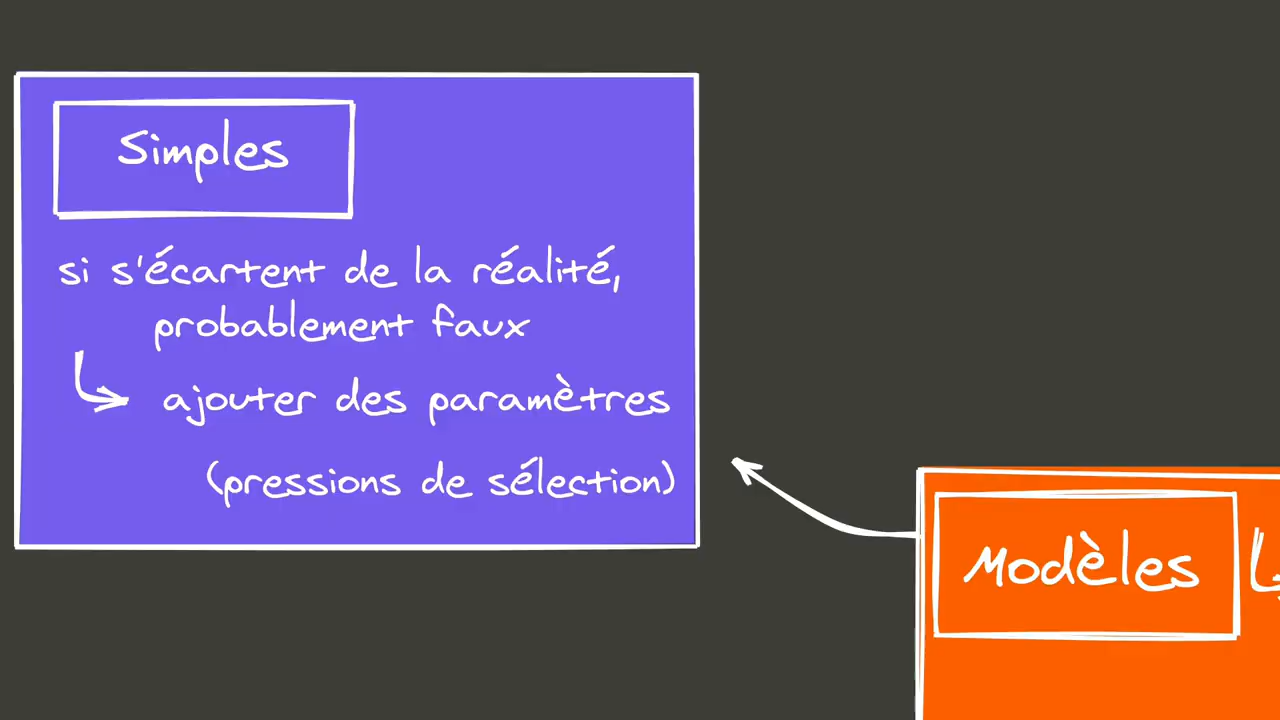 Simples
si s'écartent de la réalité,
probablement faux
ajouter des paramètres
(pressions de sélection)
Modèles